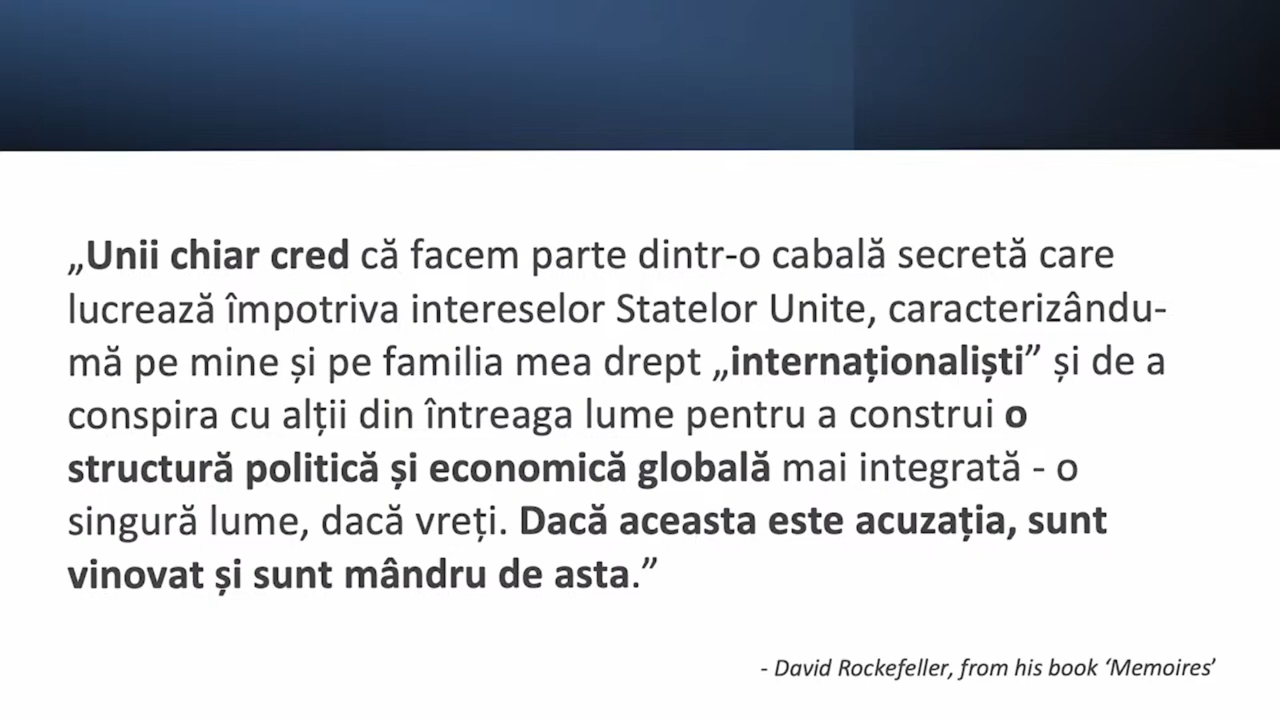 „Unii chiar cred că facem parte dintr-o cabală secretă care
lucrează împotriva intereselor Statelor Unite, caracterizându-
mă pe mine și pe familia mea drept „internaționaliști” și de a
conspira cu alții din întreaga lume pentru a construi o
structură politică și economică globală mai integrată - o
singură lume, dacă vreți. Dacă aceasta este acuzația, sunt
vinovat și sunt mândru de asta.”
- David Rockefeller, from his book ‘Memoires’